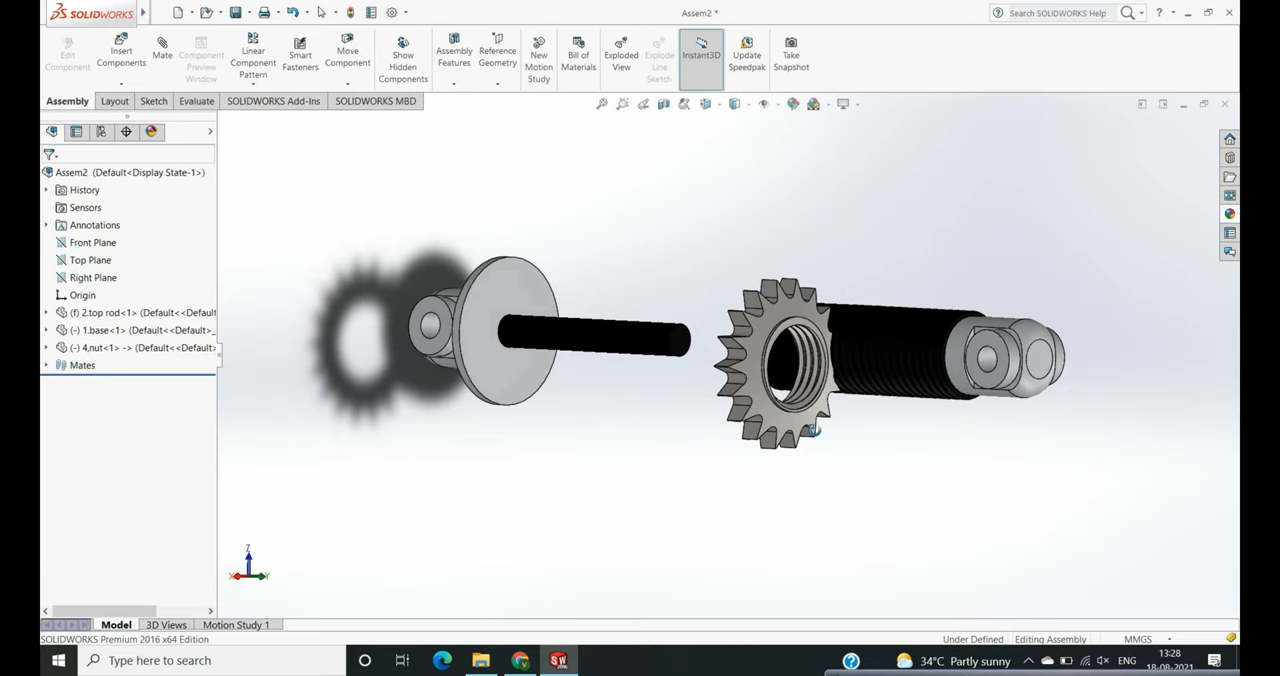 SOLIDWORKS
Assem2 *
Search SOLIDWORKS Help
?
Edit Component
Insert Components
Mate
Component Preview Window
Linear Component Pattern
Smart Fasteners
Move Component
Show Hidden Components
Assembly Features
Reference Geometry
New Motion Study
Bill of Materials
Exploded View
Explode Line Sketch
Instant3D
Update Speedpak
Take Snapshot
Assembly
Layout
Sketch
Evaluate
SOLIDWORKS Add-Ins
SOLIDWORKS MBD
Assem2 (Default<Display State-1>)
History
Sensors
Annotations
Front Plane
Top Plane
Right Plane
Origin
(f) 2.top rod<1> (Default<<Default
(-) 1.base<1> (Default<<Default>_
(-) 4,nut<1> -> (Default<<Default>
Mates
Z
X
Y
Model
3D Views
Motion Study 1
SOLIDWORKS Premium 2016 x64 Edition
Under Defined
Editing Assembly
MMGS
Type here to search
34°C Partly sunny
ENG
13:28
18-08-2021